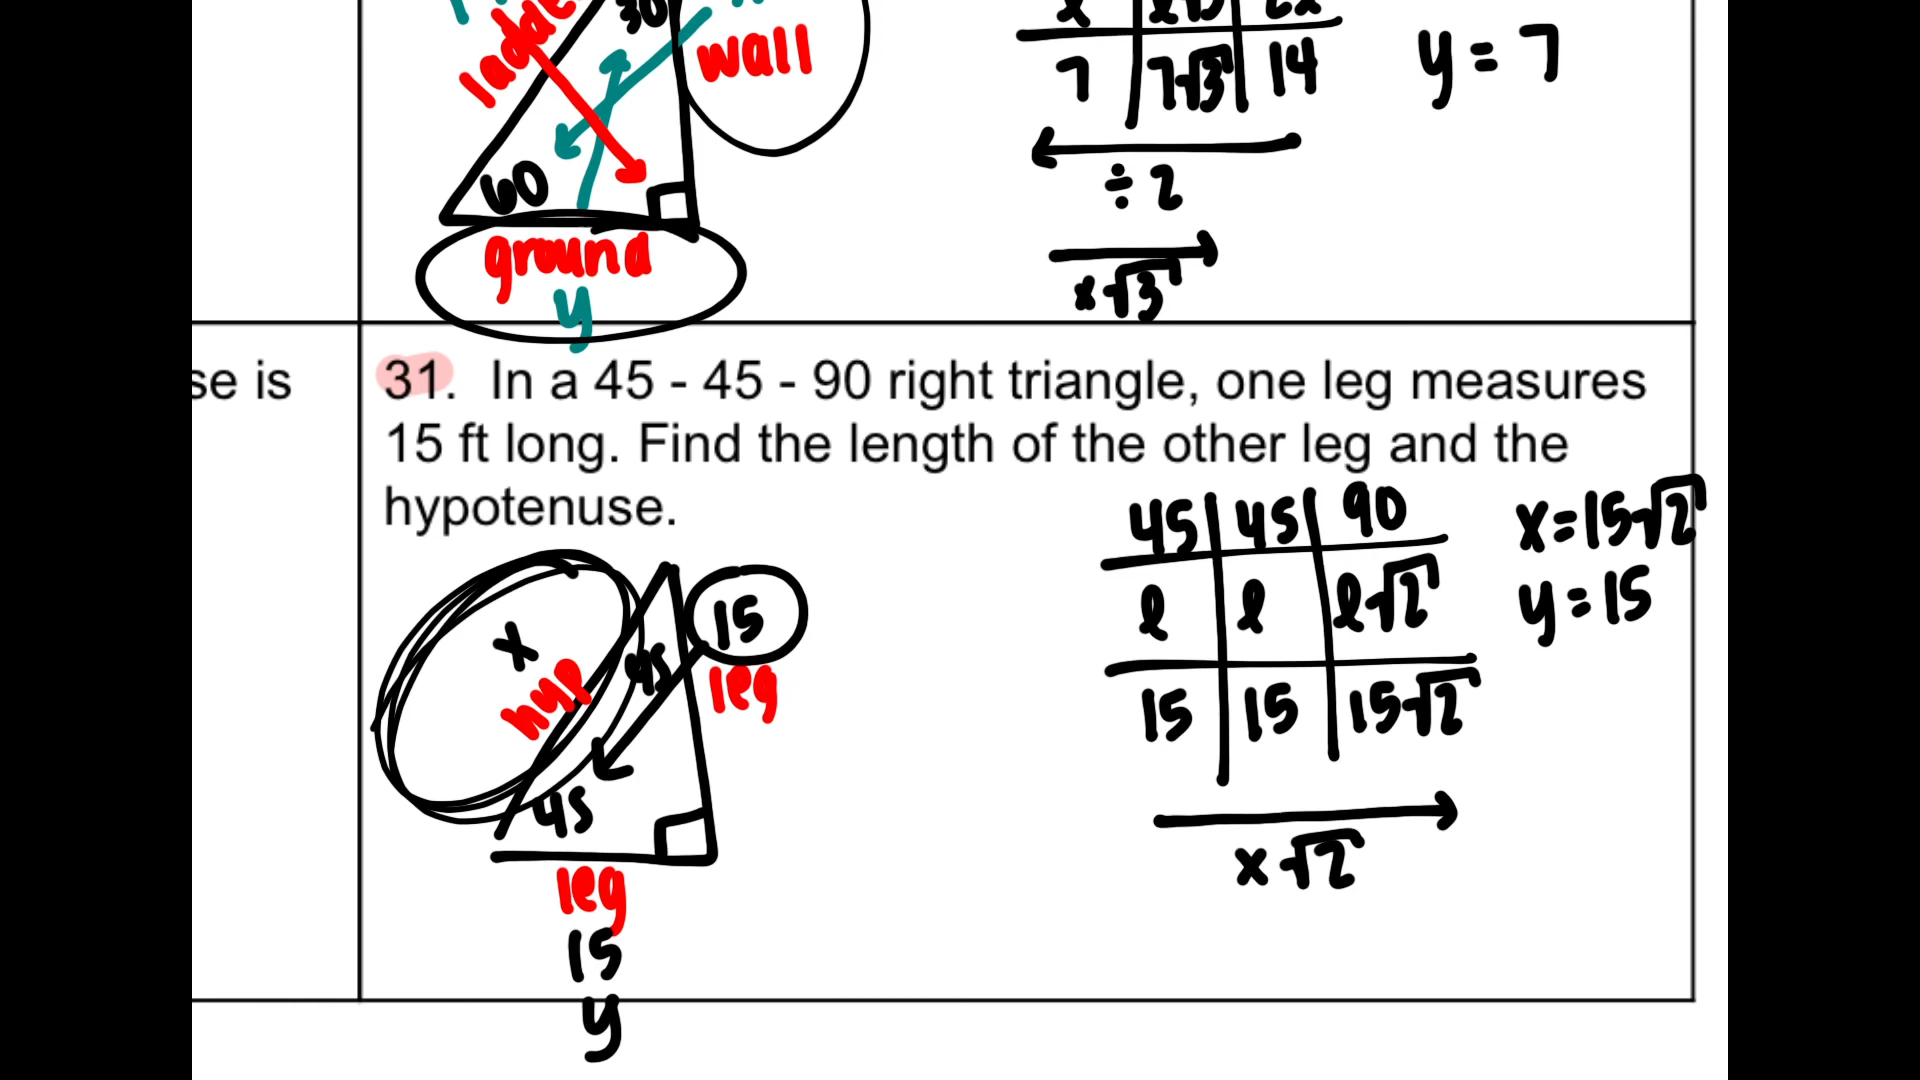 30
ladde
wall
60
ground
y
7 | 7√3 | 14
y = 7
÷ 2
x√3
se is
31. In a 45 - 45 - 90 right triangle, one leg measures
15 ft long. Find the length of the other leg and the
hypotenuse.
x
hyp
45
15
leg
45
leg
15
y
45 | 45 | 90
l | l | l√2
15 | 15 | 15√2
x√2
x = 15√2
y = 15